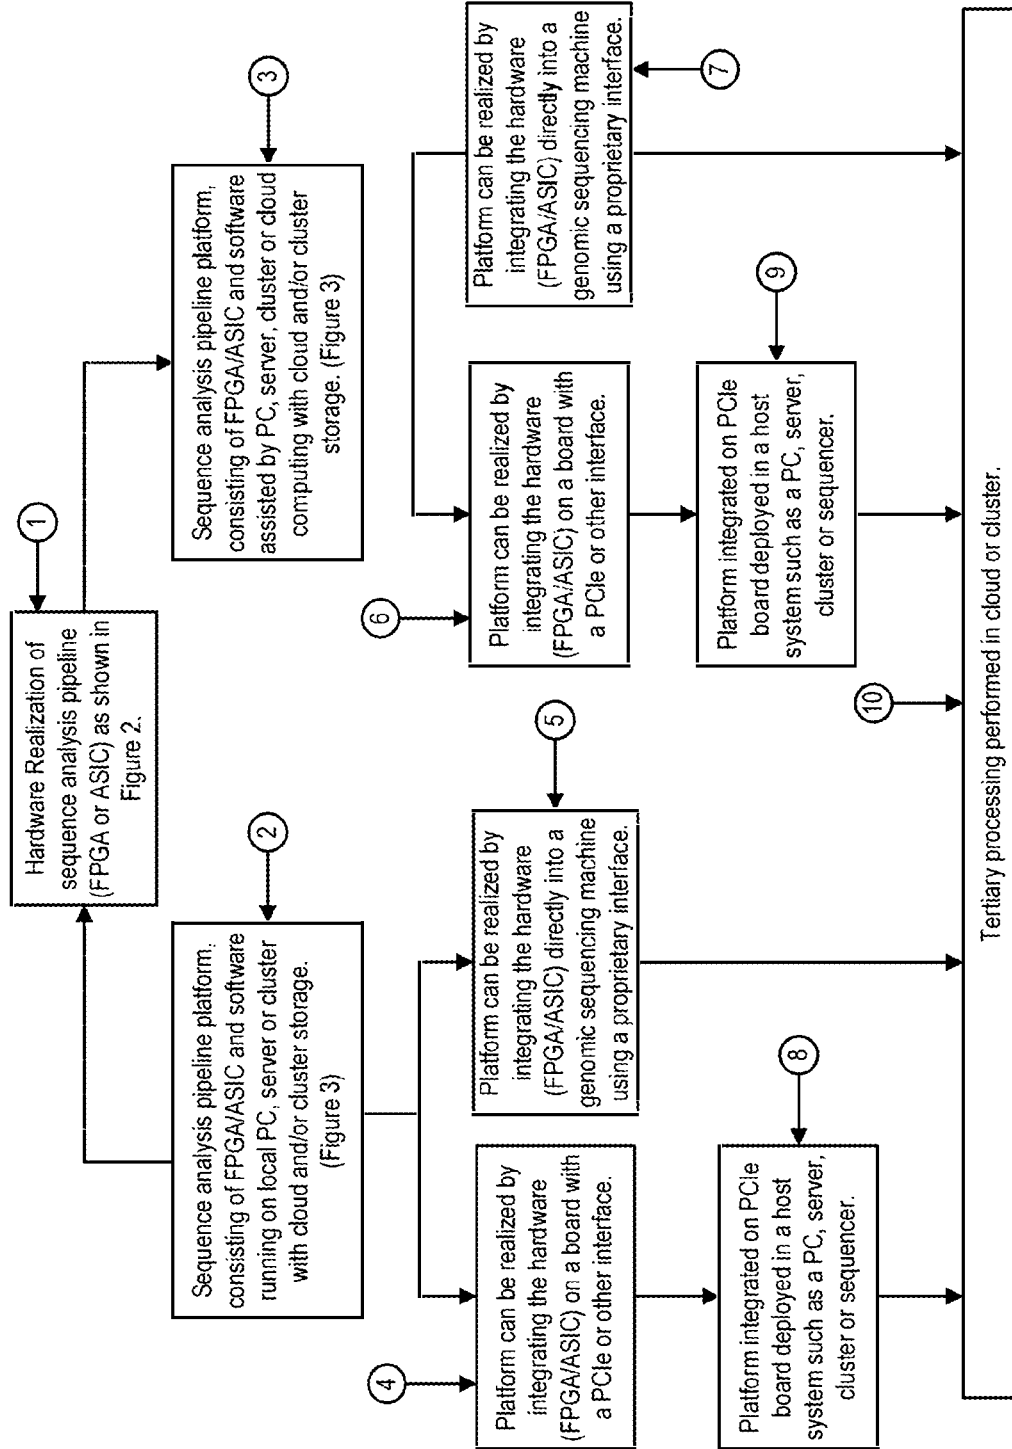 1
Hardware Realization of
sequence analysis pipeline
(FPGA or ASIC) as shown in
Figure 2.
2
Sequence analysis pipeline platform,
consisting of FPGA/ASIC and software
running on local PC, server or cluster
with cloud and/or cluster storage.
(Figure 3)
3
Sequence analysis pipeline platform,
consisting of FPGA/ASIC and software
assisted by PC, server, cluster or cloud
computing with cloud and/or cluster
storage. (Figure 3)
4
Platform can be realized by
integrating the hardware
(FPGA/ASIC) on a board with
a PCIe or other interface.
5
Platform can be realized by
integrating the hardware
(FPGA/ASIC) directly into a
genomic sequencing machine
using a proprietary interface.
6
Platform can be realized by
integrating the hardware
(FPGA/ASIC) on a board with
a PCIe or other interface.
7
Platform can be realized by
integrating the hardware
(FPGA/ASIC) directly into a
genomic sequencing machine
using a proprietary interface.
8
Platform integrated on PCIe
board deployed in a host
system such as a PC, server,
cluster or sequencer.
9
Platform integrated on PCIe
board deployed in a host
system such as a PC, server,
cluster or sequencer.
10
Tertiary processing performed in cloud or cluster.